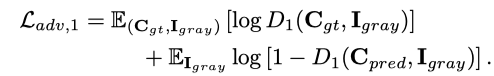 ℒ_{adv,1} = 𝔼_{(𝐂_{gt},𝐈_{gray})} [log D_1(𝐂_{gt}, 𝐈_{gray})]
+ 𝔼_{𝐈_{gray}} log [1 − D_1(𝐂_{pred}, 𝐈_{gray})] .